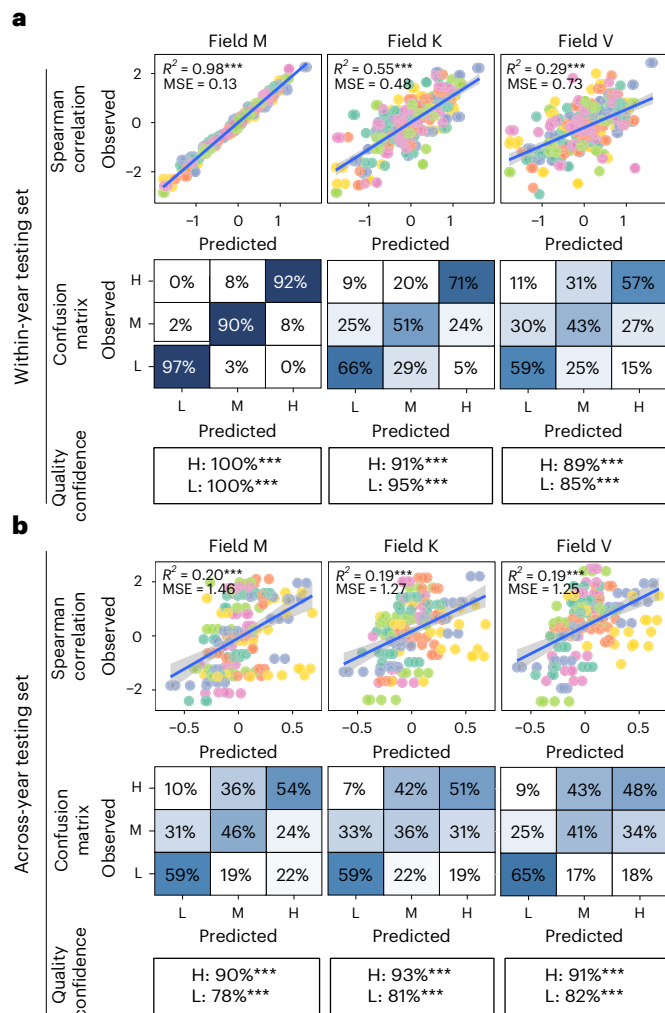 a
Field M
Field K
Field V
R² = 0.98***
MSE = 0.13
R² = 0.55***
MSE = 0.48
R² = 0.29***
MSE = 0.73
Within-year testing set
Spearman correlation
Observed
2
0
−2
−1 0 1
−1 0 1
−1 0 1
Predicted
Predicted
Predicted
Confusion matrix
Observed
H 0% 8% 92% 9% 20% 71% 11% 31% 57%
M 2% 90% 8% 25% 51% 24% 30% 43% 27%
L 97% 3% 0% 66% 29% 5% 59% 25% 15%
L M H L M H L M H
Predicted
Predicted
Predicted
Quality confidence
H: 100%***
L: 100%***
H: 91%***
L: 95%***
H: 89%***
L: 85%***
b
Field M
Field K
Field V
R² = 0.20***
MSE = 1.46
R² = 0.19***
MSE = 1.27
R² = 0.19***
MSE = 1.25
Across-year testing set
Spearman correlation
Observed
2
0
−2
−0.5 0 0.5
−0.5 0 0.5
−0.5 0 0.5
Predicted
Predicted
Predicted
Confusion matrix
Observed
H 10% 36% 54% 7% 42% 51% 9% 43% 48%
M 31% 46% 24% 33% 36% 31% 25% 41% 34%
L 59% 19% 22% 59% 22% 19% 65% 17% 18%
L M H L M H L M H
Predicted
Predicted
Predicted
Quality confidence
H: 90%***
L: 78%***
H: 93%***
L: 81%***
H: 91%***
L: 82%***